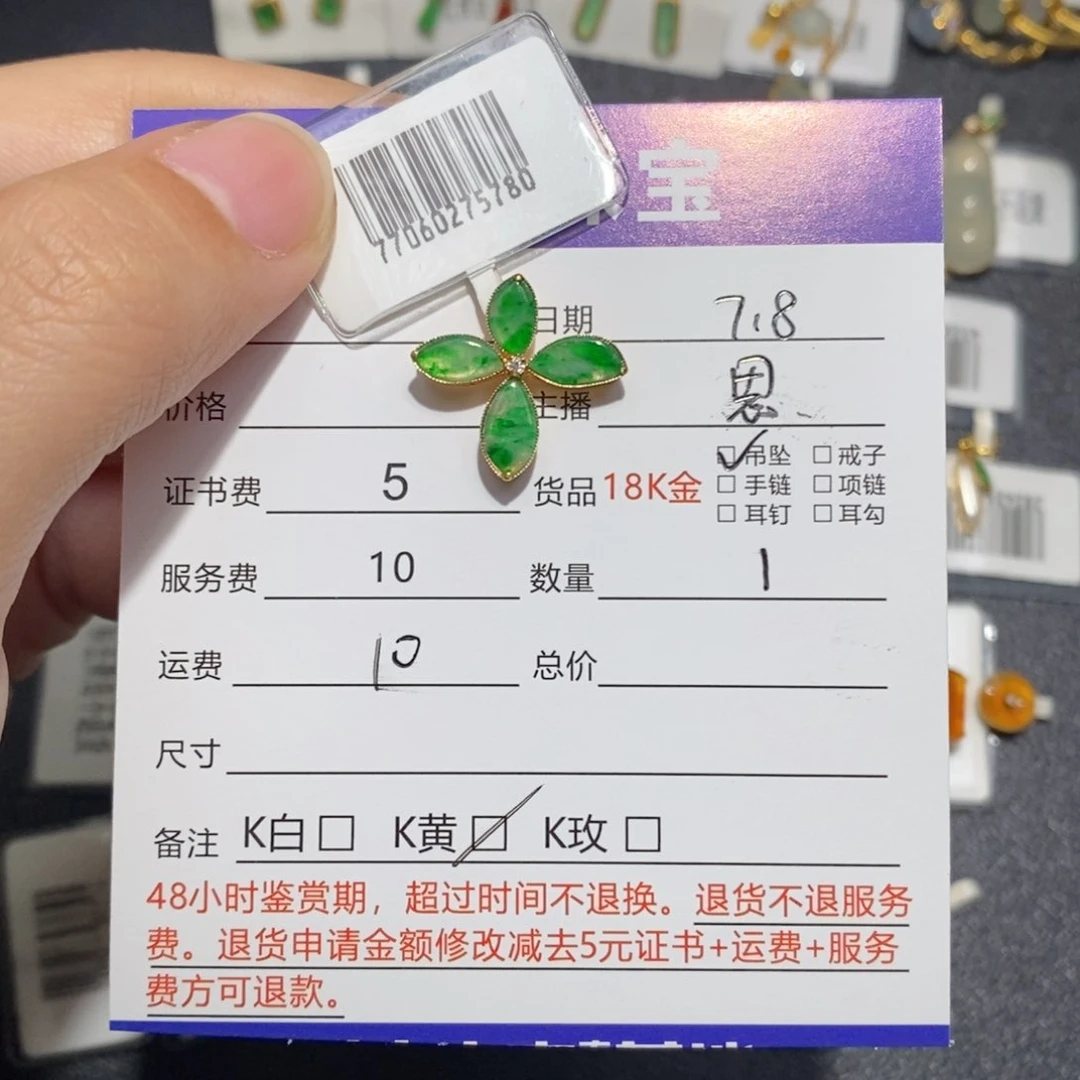 77060275780
宝
日期 7.8
价格 主播 恩
证书费 5 货品 18K金 ☑吊坠 □戒子
□手链 □项链
□耳钉 □耳勾
服务费 10 数量 1
运费 10 总价
尺寸
备注 K白□ K黄☑ K玫□
48小时鉴赏期，超过时间不退换。退货不退服务
费。退货申请金额修改减去5元证书+运费+服务
费方可退款。